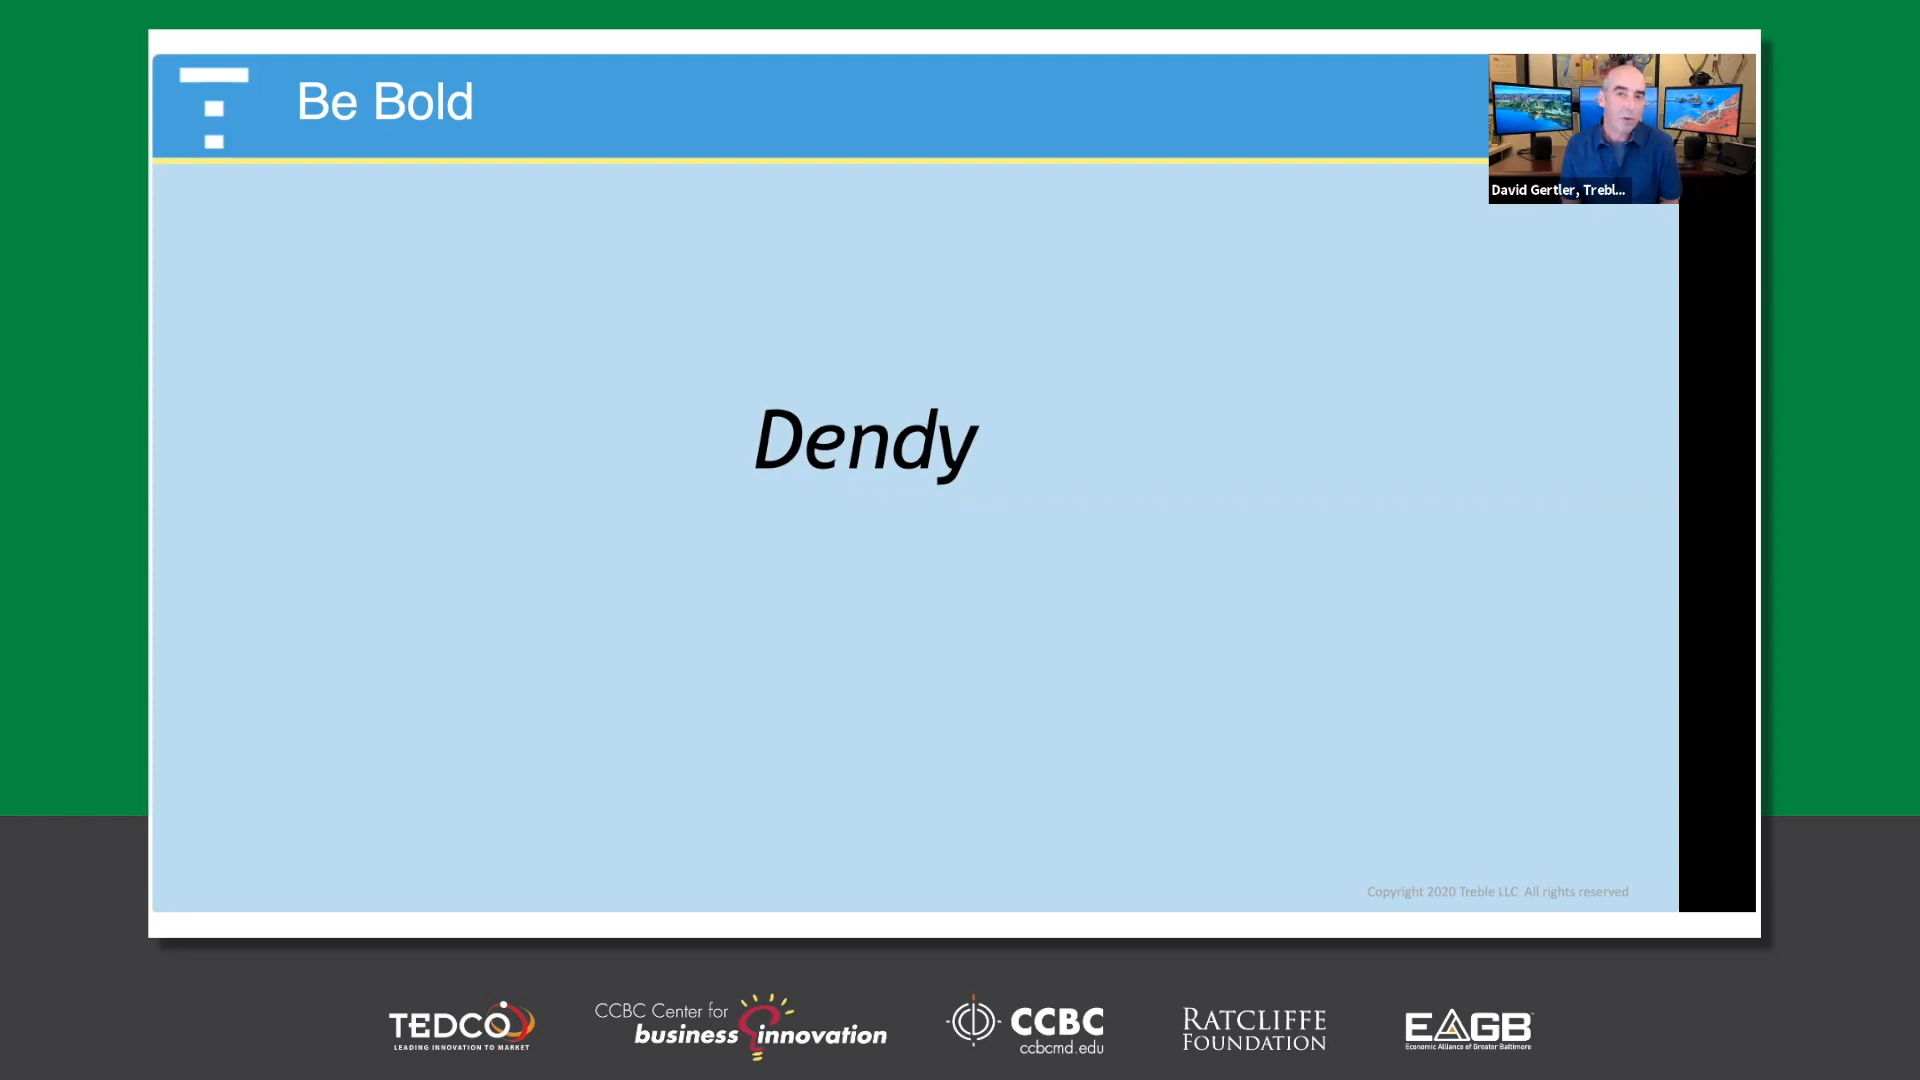 Be Bold
David Gertler, Trebl...
Dendy
Copyright 2020 Treble LLC All rights reserved
TEDCO
LEADING INNOVATION TO MARKET
CCBC Center for
business innovation
CCBC
ccbcmd.edu
RATCLIFFE
FOUNDATION
EAGB
Economic Alliance of Greater Baltimore